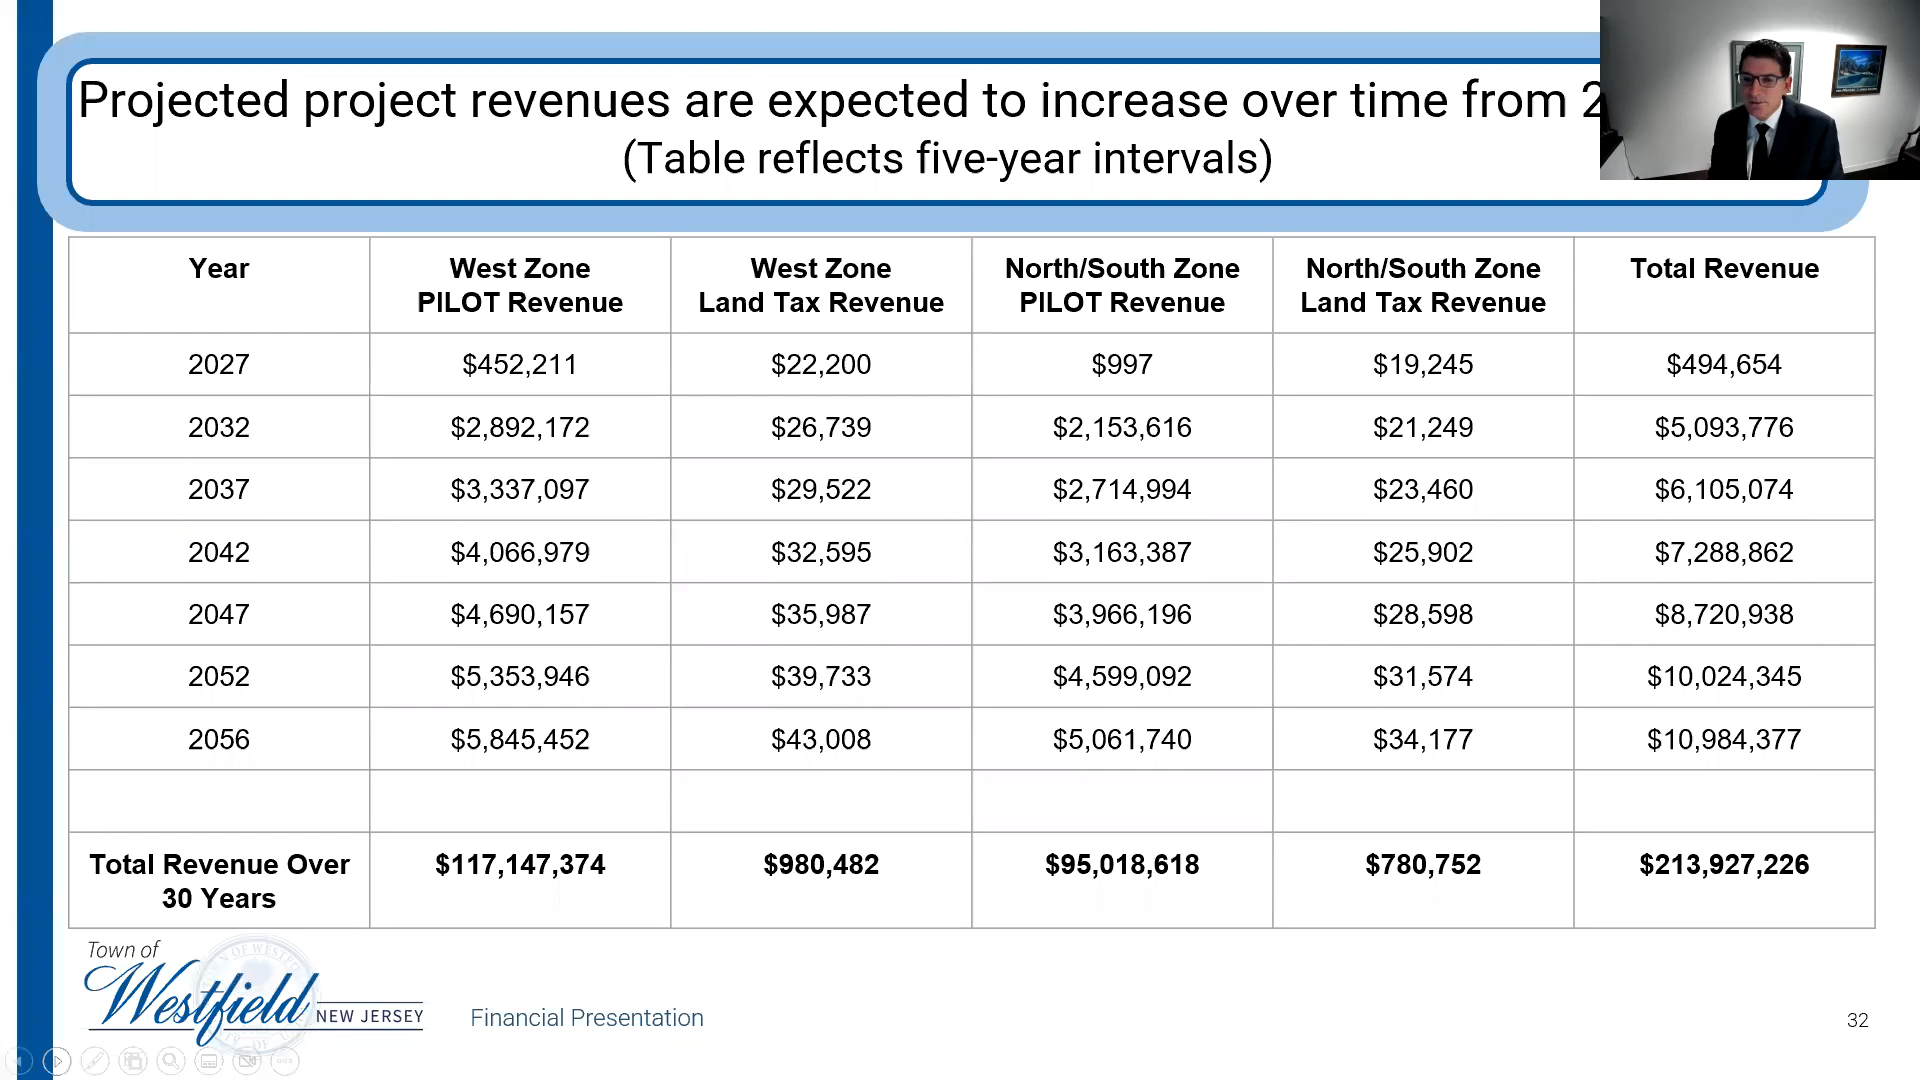 Projected project revenues are expected to increase over time from 2
(Table reflects five-year intervals)
Year West Zone PILOT Revenue West Zone Land Tax Revenue North/South Zone PILOT Revenue North/South Zone Land Tax Revenue Total Revenue
2027 $452,211 $22,200 $997 $19,245 $494,654
2032 $2,892,172 $26,739 $2,153,616 $21,249 $5,093,776
2037 $3,337,097 $29,522 $2,714,994 $23,460 $6,105,074
2042 $4,066,979 $32,595 $3,163,387 $25,902 $7,288,862
2047 $4,690,157 $35,987 $3,966,196 $28,598 $8,720,938
2052 $5,353,946 $39,733 $4,599,092 $31,574 $10,024,345
2056 $5,845,452 $43,008 $5,061,740 $34,177 $10,984,377
Total Revenue Over 30 Years $117,147,374 $980,482 $95,018,618 $780,752 $213,927,226
Town of
Westfield NEW JERSEY
Financial Presentation
32